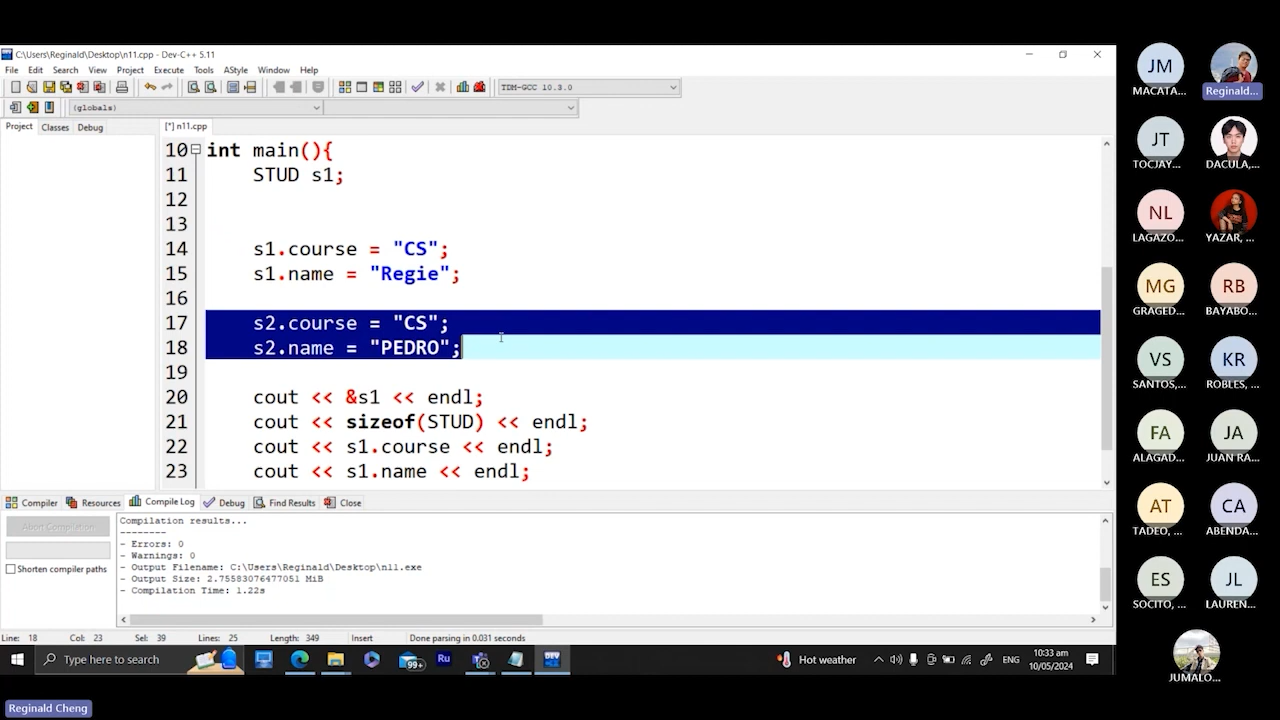 C:\Users\Reginald\Desktop\n11.cpp - Dev-C++ 5.11
File Edit Search View Project Execute Tools AStyle Window Help
TDM-GCC 10.3.0
(globals)
Project Classes Debug
[*] n11.cpp
10 int main(){
11 STUD s1;
12
13
14 s1.course = "CS";
15 s1.name = "Regie";
16
17 s2.course = "CS";
18 s2.name = "PEDRO";
19
20 cout << &s1 << endl;
21 cout << sizeof(STUD) << endl;
22 cout << s1.course << endl;
23 cout << s1.name << endl;
Compiler Resources Compile Log Debug Find Results Close
Abort Compilation
Shorten compiler paths
Compilation results...
--------
- Errors: 0
- Warnings: 0
- Output Filename: C:\Users\Reginald\Desktop\n11.exe
- Output Size: 2.75583076477051 MiB
- Compilation Time: 1.22s
Line: 18 Col: 23 Sel: 39 Lines: 25 Length: 349 Insert Done parsing in 0.031 seconds
Type here to search
99+
Ru
DEV
Hot weather
ENG
10:33 am
10/05/2024
Reginald Cheng
JM
MACATA...
Reginald...
JT
TOCJAY...
DACULA,...
NL
LAGAZO...
YAZAR, ...
MG
GRAGED...
RB
BAYABO...
VS
SANTOS,...
KR
ROBLES, ...
FA
ALAGAD...
JA
JUAN RA...
AT
TADEO, ...
CA
ABENDA...
ES
SOCITO, ...
JL
LAUREN...
JUMALO...